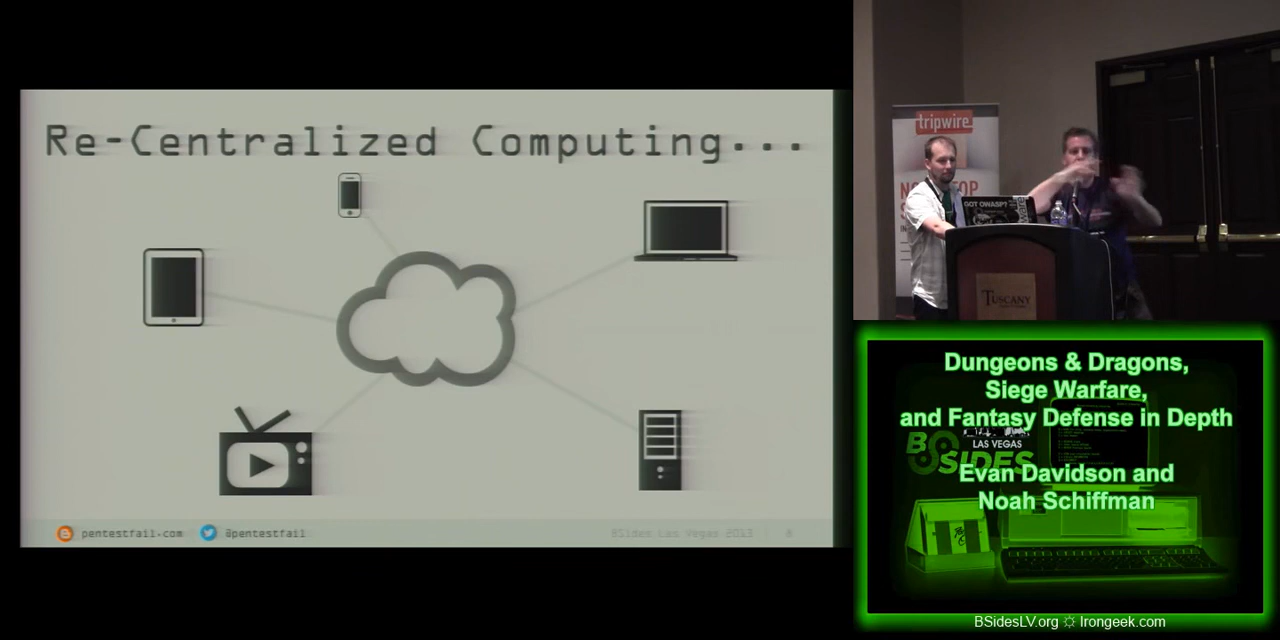 Re-Centralized Computing...
pentestfail.com
@pentestfail
BSides Las Vegas 2013
8
tripwire
GOT OWASP?
TUSCANY
Dungeons & Dragons,
Siege Warfare,
and Fantasy Defense in Depth
LAS VEGAS
BSIDES
Evan Davidson and
Noah Schiffman
BSidesLV.org ☼ Irongeek.com